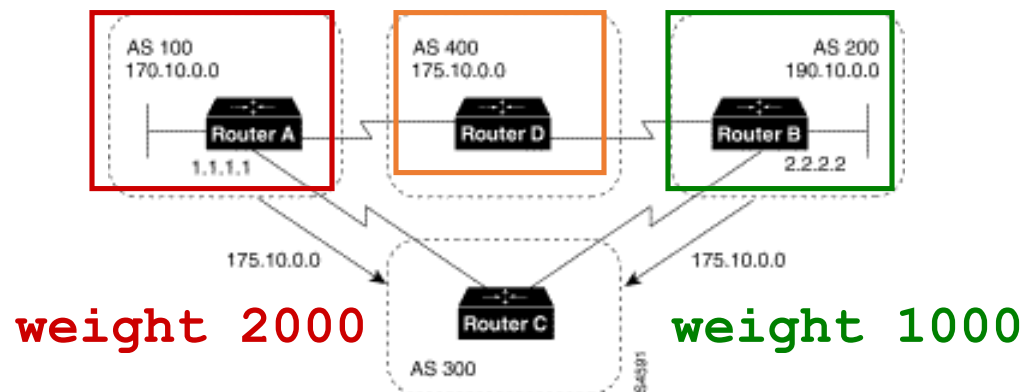 AS 100
170.10.0.0
Router A
1.1.1.1
AS 400
175.10.0.0
Router D
AS 200
190.10.0.0
Router B
2.2.2.2
175.10.0.0
175.10.0.0
weight 2000
weight 1000
Router C
AS 300
S4591